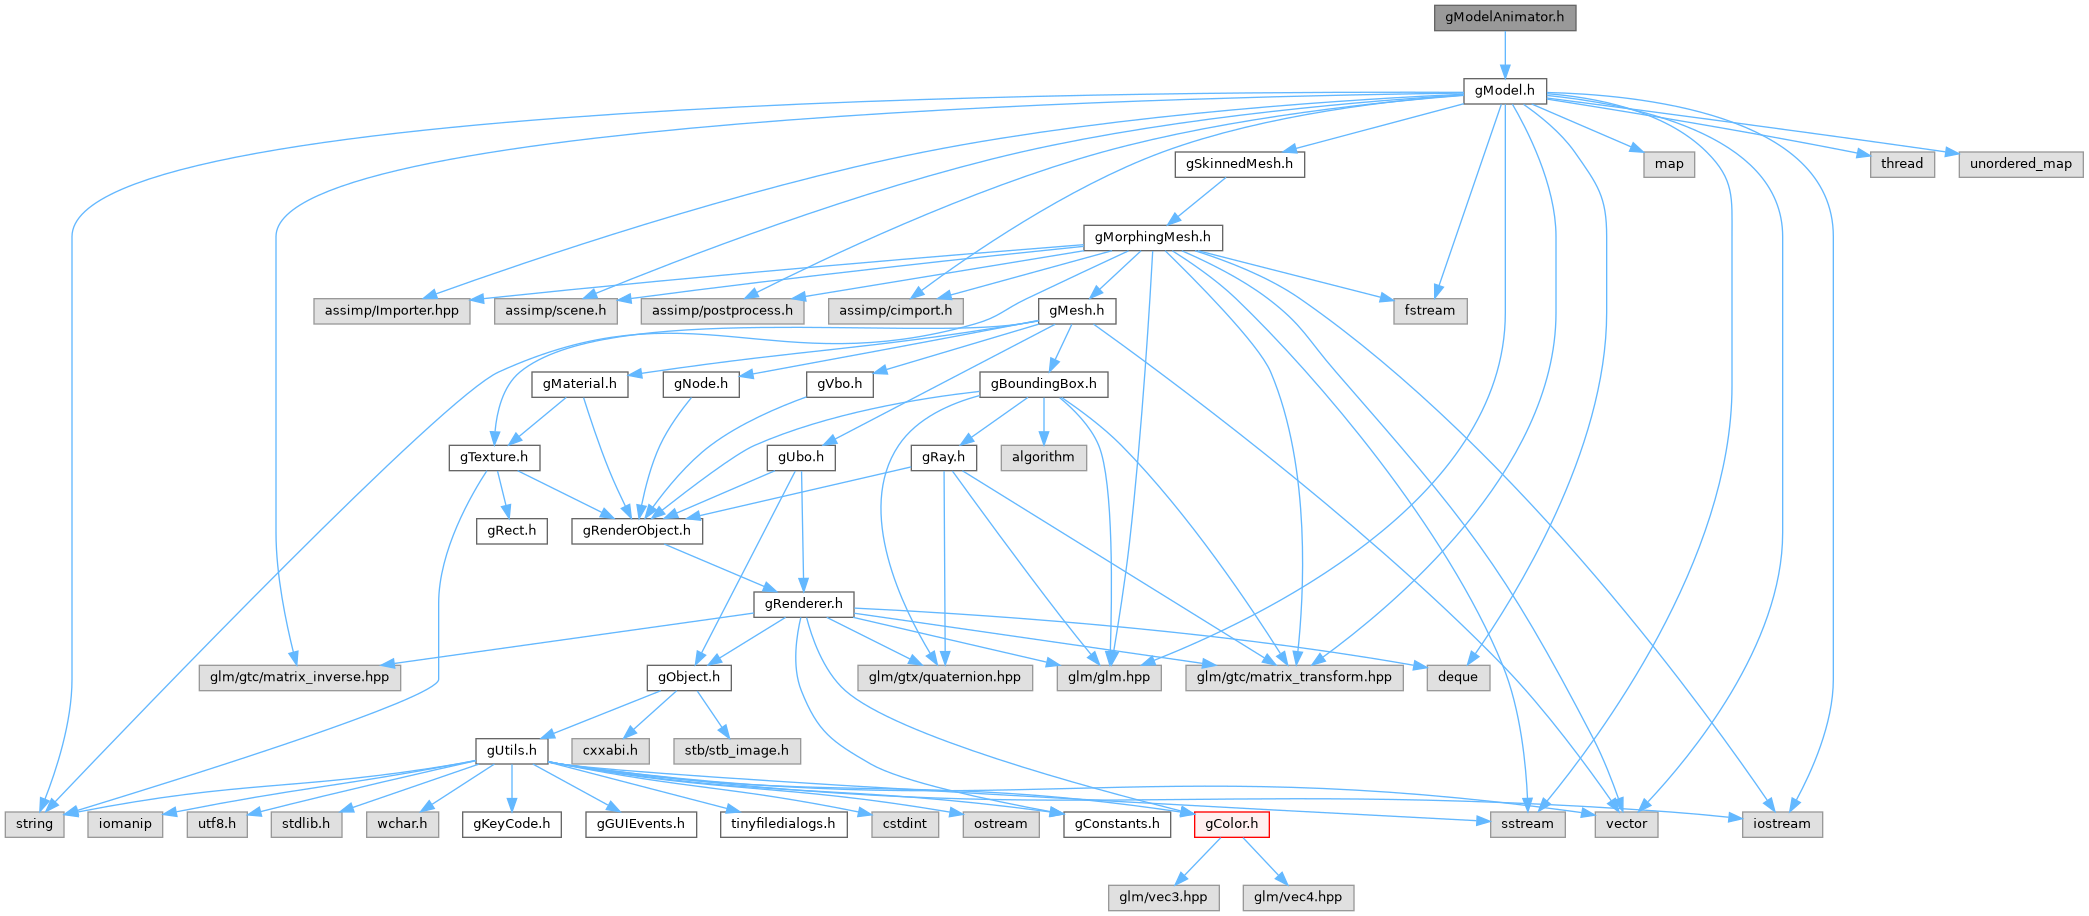 gModelAnimator.h
gModel.h
gSkinnedMesh.h
map
thread
unordered_map
gMorphingMesh.h
assimp/Importer.hpp
assimp/scene.h
assimp/postprocess.h
assimp/cimport.h
gMesh.h
fstream
gMaterial.h
gNode.h
gVbo.h
gBoundingBox.h
gTexture.h
gUbo.h
gRay.h
algorithm
gRect.h
gRenderObject.h
gRenderer.h
glm/gtc/matrix_inverse.hpp
gObject.h
glm/gtx/quaternion.hpp
glm/glm.hpp
glm/gtc/matrix_transform.hpp
deque
gUtils.h
cxxabi.h
stb/stb_image.h
string
iomanip
utf8.h
stdlib.h
wchar.h
gKeyCode.h
gGUIEvents.h
tinyfiledialogs.h
cstdint
ostream
gConstants.h
gColor.h
sstream
vector
iostream
glm/vec3.hpp
glm/vec4.hpp